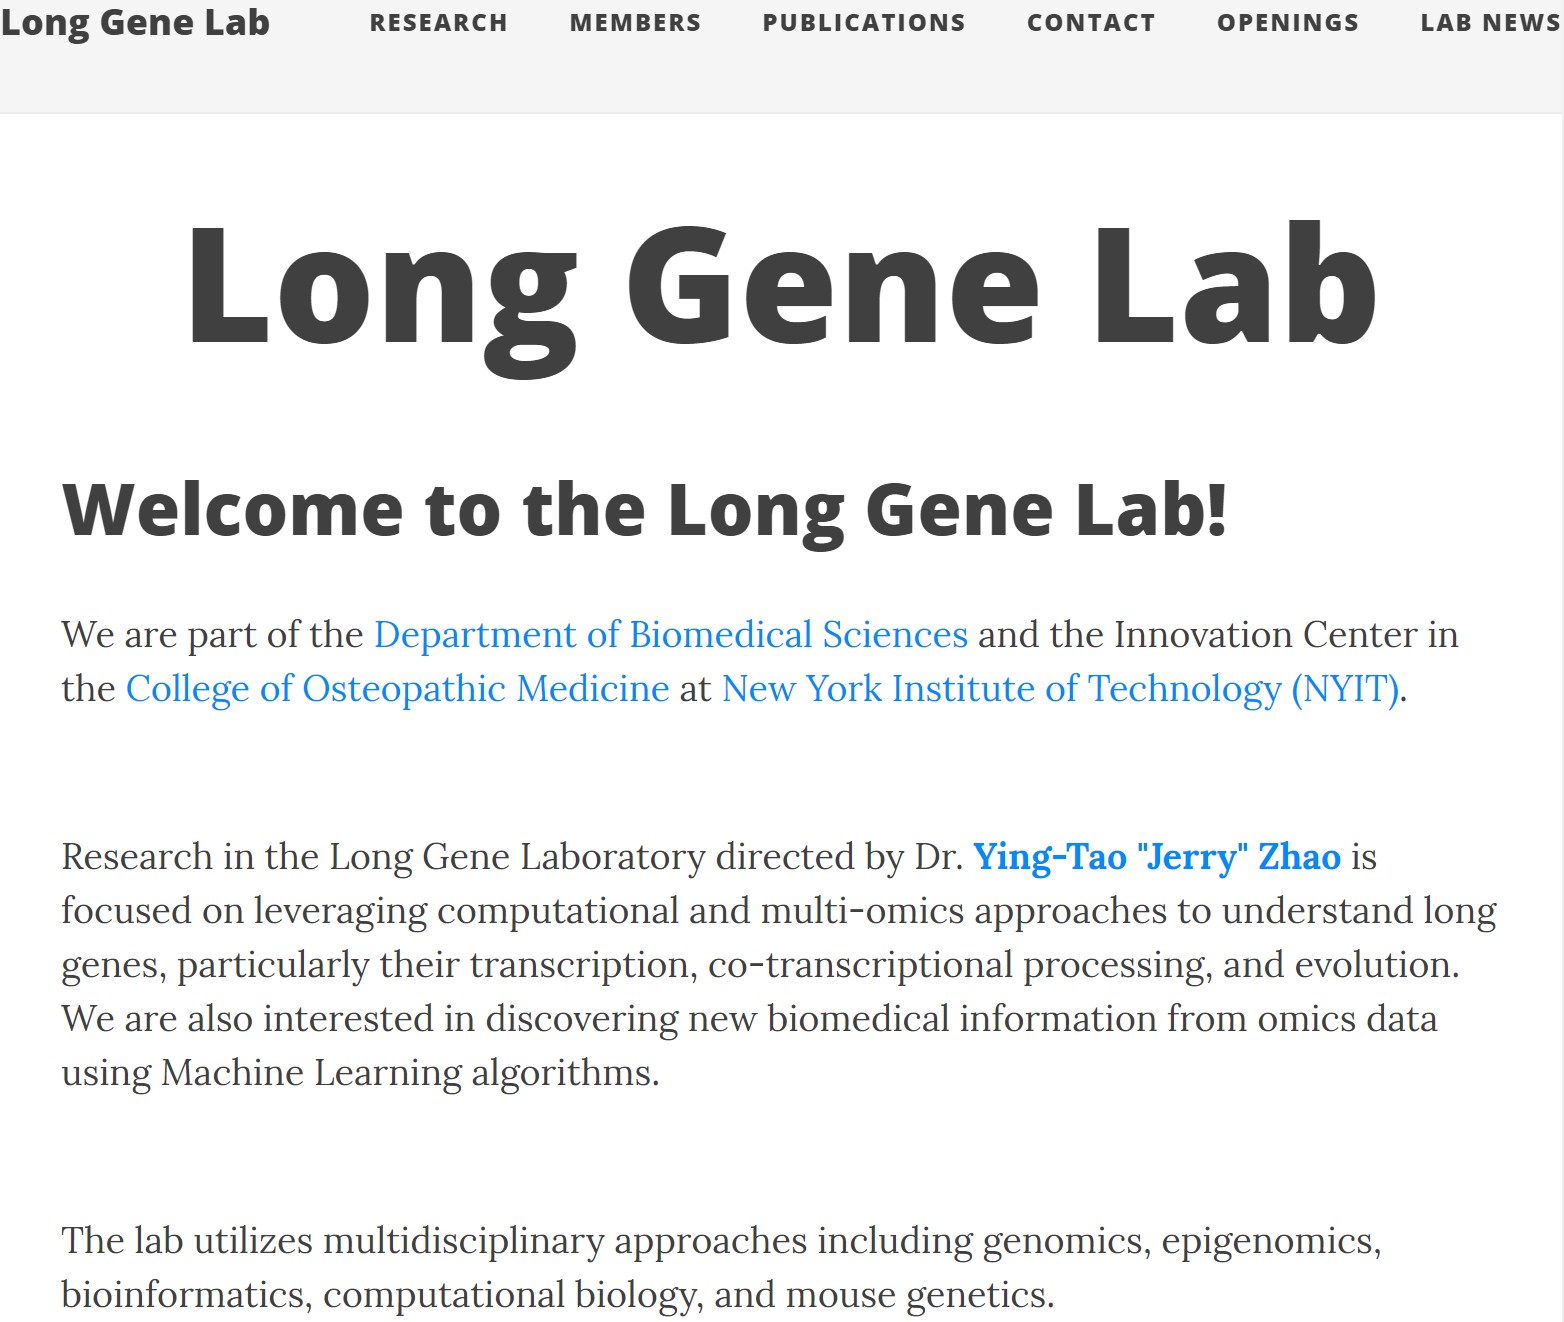 Long Gene Lab RESEARCH MEMBERS PUBLICATIONS CONTACT OPENINGS LAB NEWS
Long Gene Lab
Welcome to the Long Gene Lab!
We are part of the Department of Biomedical Sciences and the Innovation Center in
the College of Osteopathic Medicine at New York Institute of Technology (NYIT).
Research in the Long Gene Laboratory directed by Dr. Ying-Tao "Jerry" Zhao is
focused on leveraging computational and multi-omics approaches to understand long
genes, particularly their transcription, co-transcriptional processing, and evolution.
We are also interested in discovering new biomedical information from omics data
using Machine Learning algorithms.
The lab utilizes multidisciplinary approaches including genomics, epigenomics,
bioinformatics, computational biology, and mouse genetics.